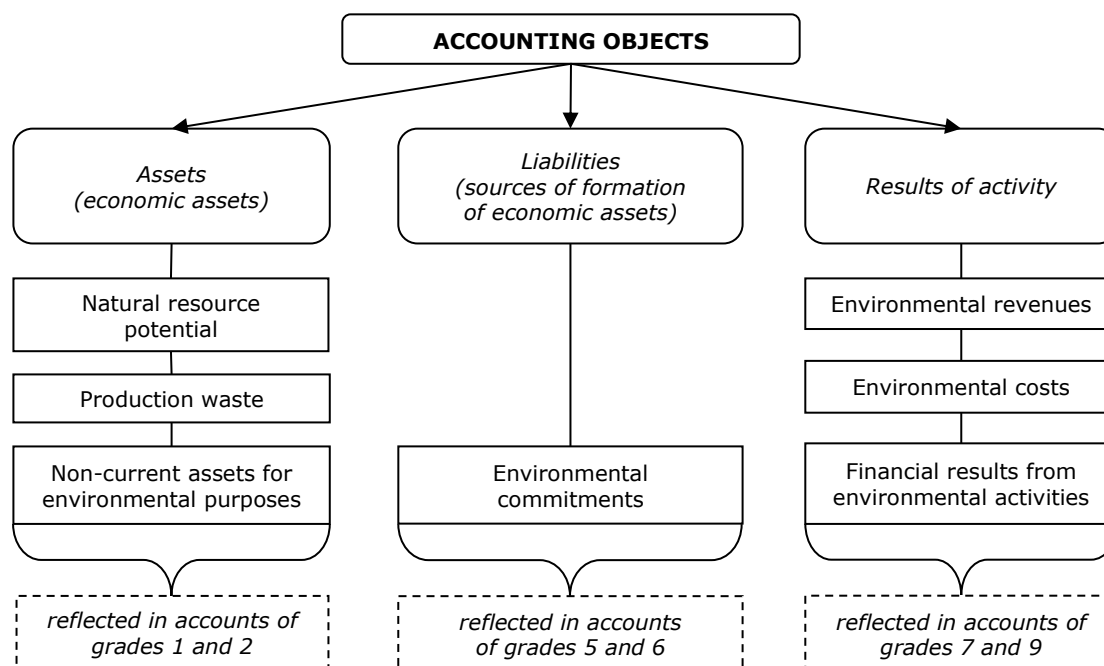 ACCOUNTING OBJECTS
Assets
(economic assets)
Natural resource
potential
Production waste
Non-current assets for
environmental purposes
reflected in accounts of
grades 1 and 2
Liabilities
(sources of formation
of economic assets)
Environmental
commitments
reflected in accounts
of grades 5 and 6
Results of activity
Environmental revenues
Environmental costs
Financial results from
environmental activities
reflected in accounts of
grades 7 and 9